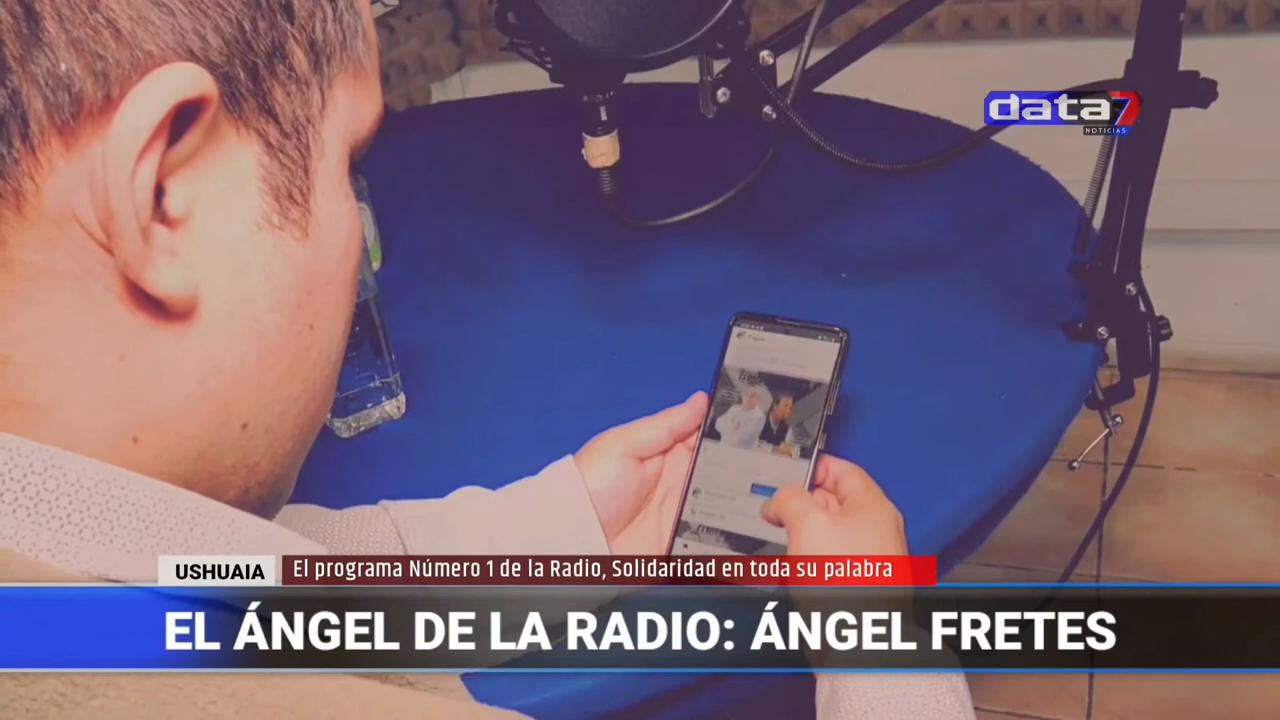 data7
NOTICIAS
USHUAIA
El programa Número 1 de la Radio, Solidaridad en toda su palabra
EL ÁNGEL DE LA RADIO: ÁNGEL FRETES